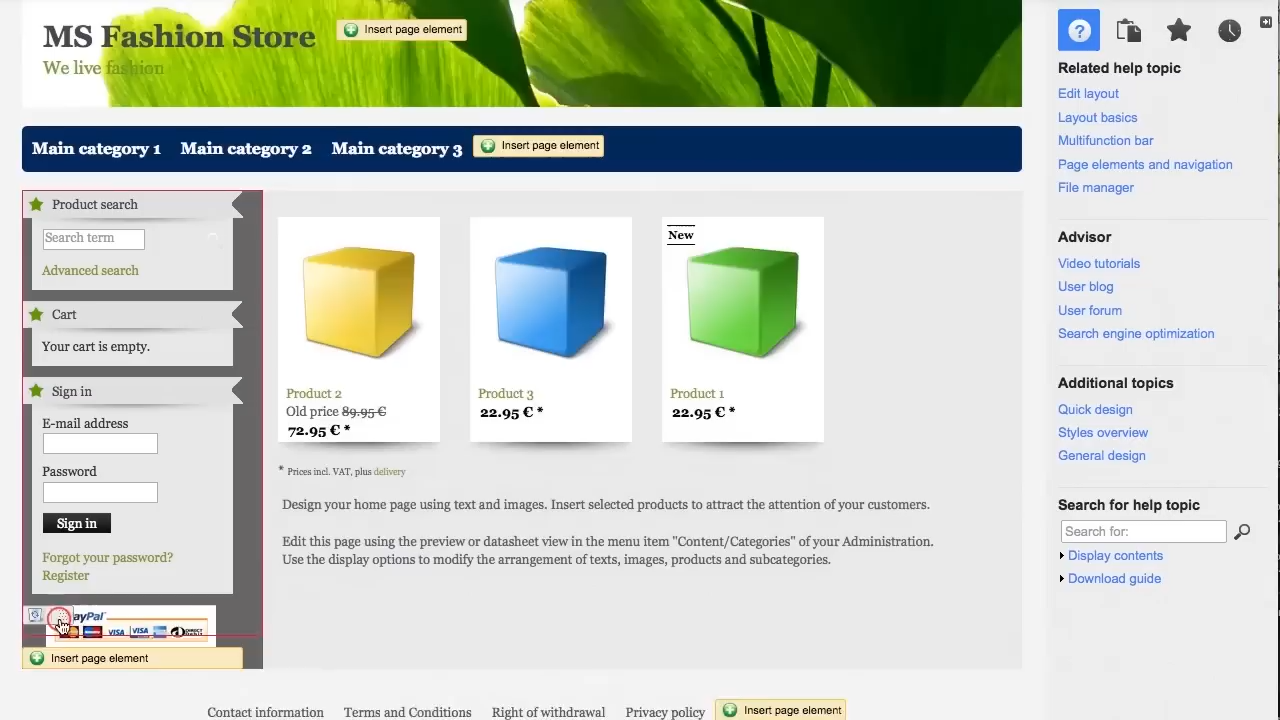 MS Fashion Store
Insert page element
We live fashion
Main category 1
Main category 2
Main category 3
Insert page element
Product search
Search term
Advanced search
Cart
Your cart is empty.
Sign in
E-mail address
Password
Sign in
Forgot your password?
Register
VISA
VISA
Insert page element
New
Product 2
Old price 89.95 €
72.95 € *
Product 3
22.95 € *
Product 1
22.95 € *
* Prices incl. VAT, plus delivery
Design your home page using text and images. Insert selected products to attract the attention of your customers.
Edit this page using the preview or datasheet view in the menu item "Content/Categories" of your Administration.
Use the display options to modify the arrangement of texts, images, products and subcategories.
Contact information
Terms and Conditions
Right of withdrawal
Privacy policy
Insert page element
?
Related help topic
Edit layout
Layout basics
Multifunction bar
Page elements and navigation
File manager
Advisor
Video tutorials
User blog
User forum
Search engine optimization
Additional topics
Quick design
Styles overview
General design
Search for help topic
Search for:
Display contents
Download guide